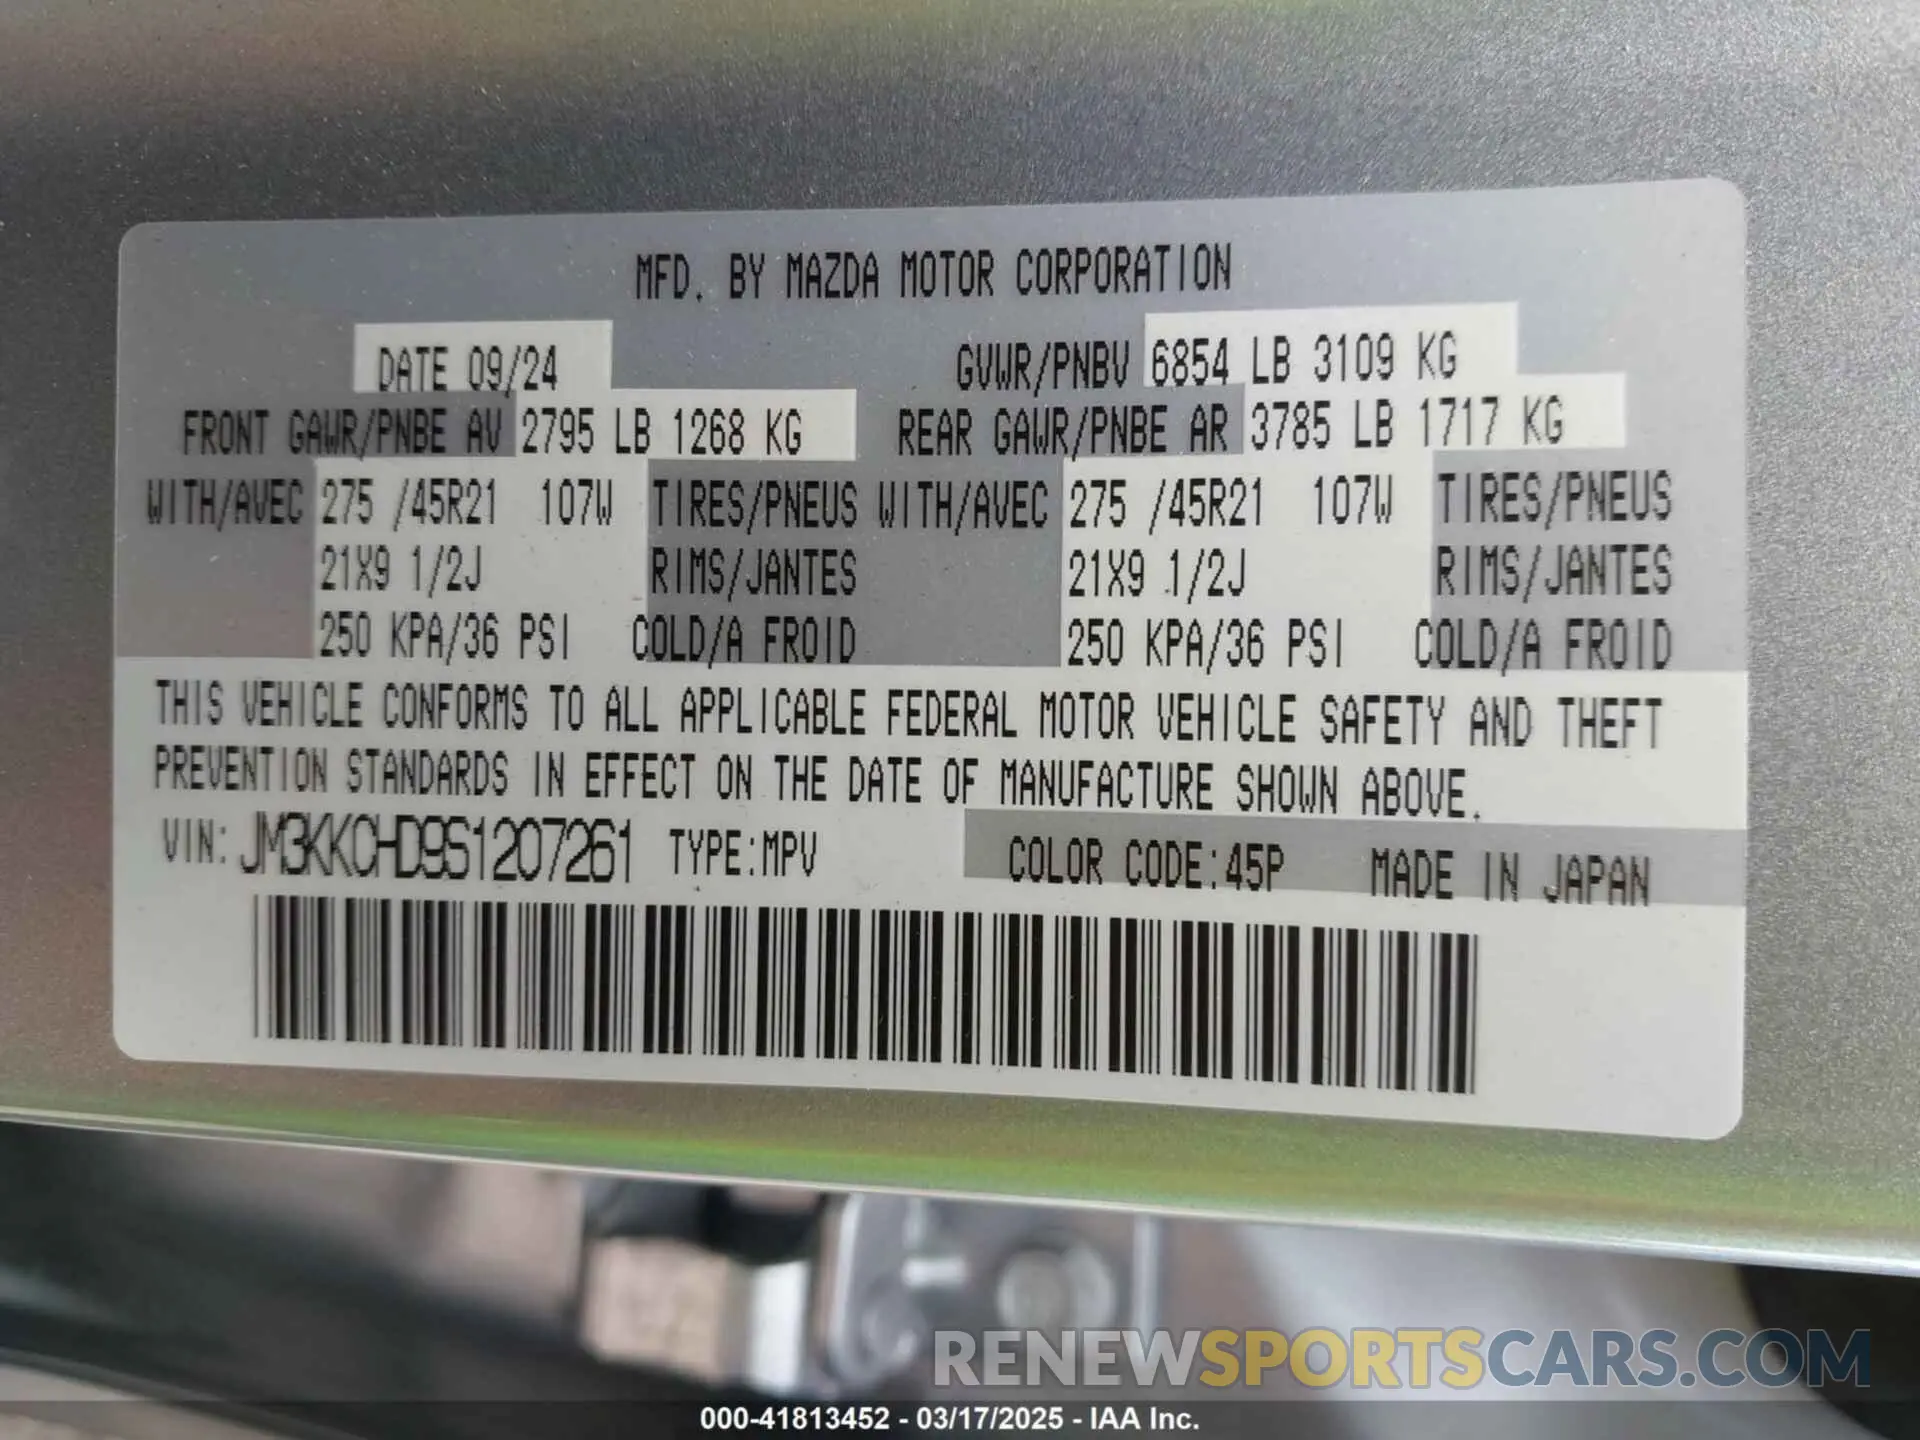 MFD. BY MAZDA MOTOR CORPORATION
DATE 09/24 GVWR/PNBV 6854 LB 3109 KG
FRONT GAWR/PNBE AV 2795 LB 1268 KG REAR GAWR/PNBE AR 3785 LB 1717 KG
WITH/AVEC 275 /45R21 107W TIRES/PNEUS WITH/AVEC 275 /45R21 107W TIRES/PNEUS
21X9 1/2J RIMS/JANTES 21X9 1/2J RIMS/JANTES
250 KPA/36 PSI COLD/A FROID 250 KPA/36 PSI COLD/A FROID
THIS VEHICLE CONFORMS TO ALL APPLICABLE FEDERAL MOTOR VEHICLE SAFETY AND THEFT
PREVENTION STANDARDS IN EFFECT ON THE DATE OF MANUFACTURE SHOWN ABOVE.
VIN: JM3KKCHD9S1207261 TYPE:MPV COLOR CODE:45P MADE IN JAPAN
RENEWSPORTSCARS.COM
000-41813452 - 03/17/2025 - IAA Inc.